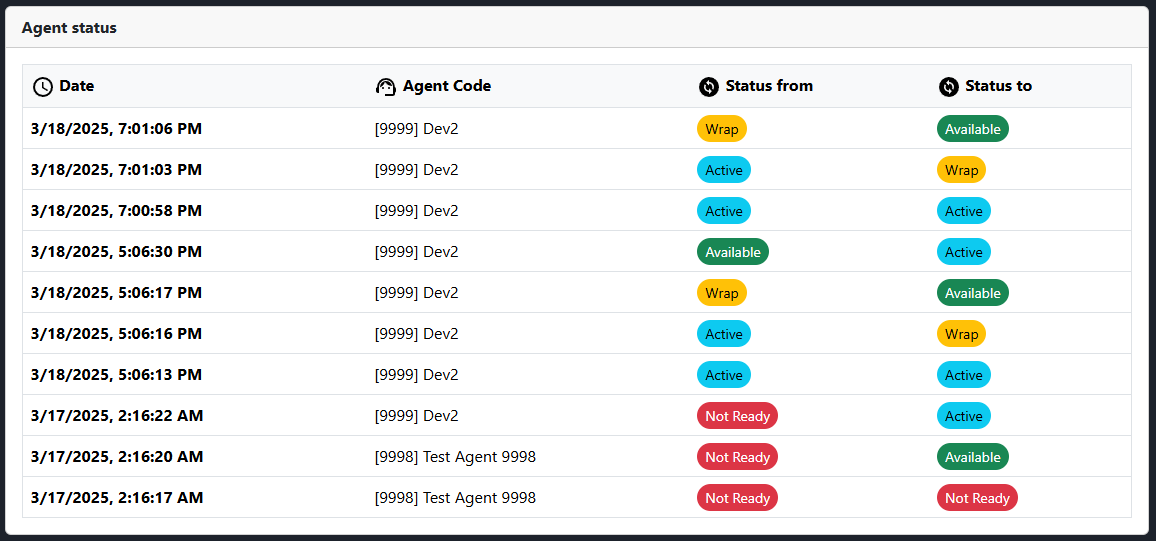 Agent status
Date Agent Code Status from Status to
3/18/2025, 7:01:06 PM [9999] Dev2 Wrap Available
3/18/2025, 7:01:03 PM [9999] Dev2 Active Wrap
3/18/2025, 7:00:58 PM [9999] Dev2 Active Active
3/18/2025, 5:06:30 PM [9999] Dev2 Available Active
3/18/2025, 5:06:17 PM [9999] Dev2 Wrap Available
3/18/2025, 5:06:16 PM [9999] Dev2 Active Wrap
3/18/2025, 5:06:13 PM [9999] Dev2 Active Active
3/17/2025, 2:16:22 AM [9999] Dev2 Not Ready Active
3/17/2025, 2:16:20 AM [9998] Test Agent 9998 Not Ready Available
3/17/2025, 2:16:17 AM [9998] Test Agent 9998 Not Ready Not Ready